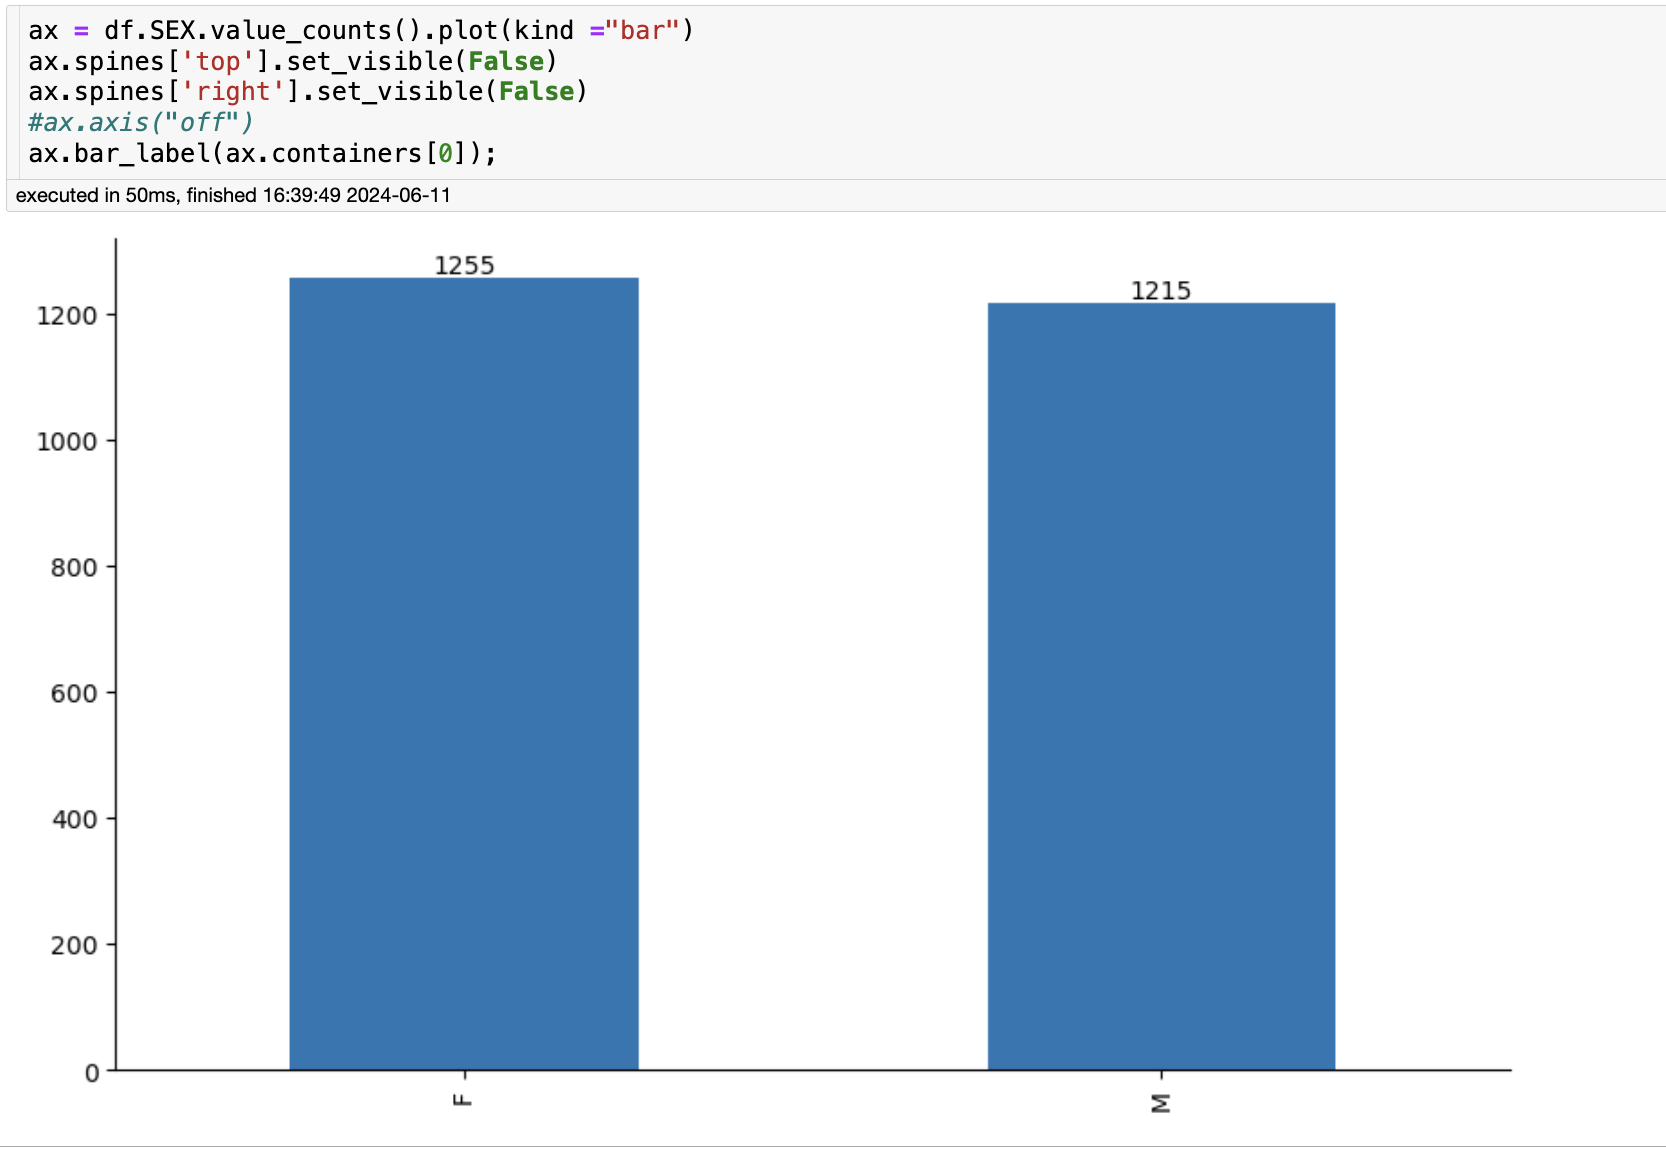 ax = df.SEX.value_counts().plot(kind ="bar")
ax.spines['top'].set_visible(False)
ax.spines['right'].set_visible(False)
#ax.axis("off")
ax.bar_label(ax.containers[0]);
executed in 50ms, finished 16:39:49 2024-06-11
1255
1215
1200
1000
800
600
400
200
0
F
M